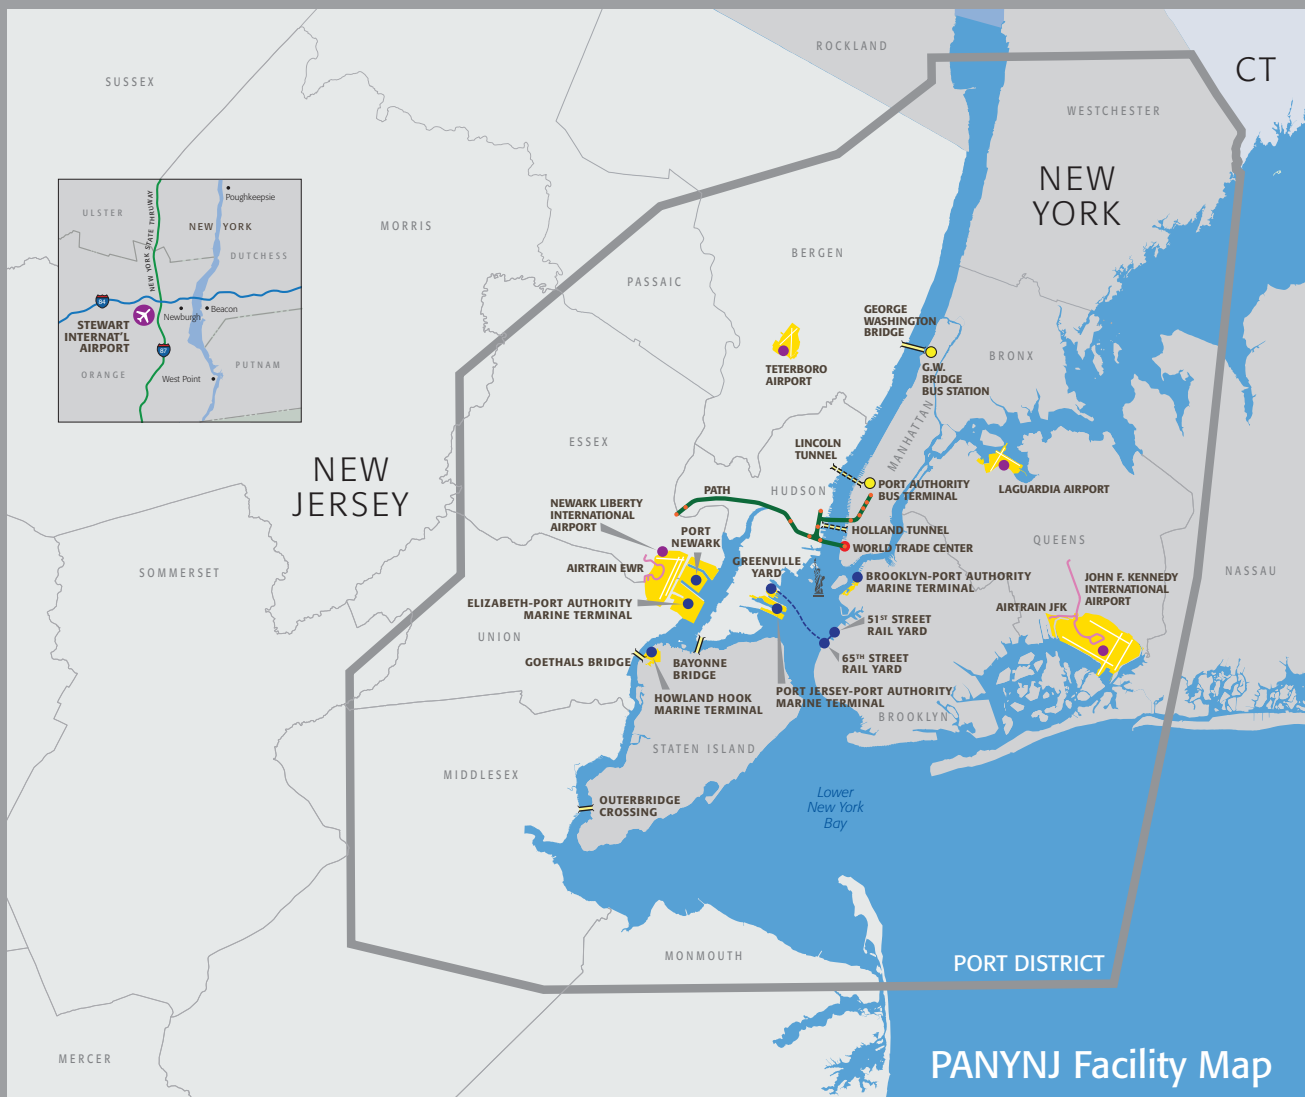 ROCKLAND
CT
SUSSEX
WESTCHESTER
NEW
YORK
Poughkeepsie
ULSTER
NEW YORK STATE THRUWAY
NEW YORK
DUTCHESS
84
Beacon
Newburgh
STEWART
INTERNAT'L
AIRPORT
87
ORANGE
PUTNAM
West Point
MORRIS
BERGEN
PASSAIC
GEORGE
WASHINGTON
BRIDGE
BRONX
TETERBORO
AIRPORT
G.W.
BRIDGE
BUS STATION
MANHATTAN
ESSEX
LINCOLN
TUNNEL
NEW
JERSEY
PATH
HUDSON
PORT AUTHORITY
BUS TERMINAL
LAGUARDIA AIRPORT
NEWARK LIBERTY
INTERNATIONAL
AIRPORT
PORT
NEWARK
HOLLAND TUNNEL
WORLD TRADE CENTER
QUEENS
NASSAU
SOMMERSET
AIRTRAIN EWR
GREENVILLE
YARD
BROOKLYN-PORT AUTHORITY
MARINE TERMINAL
JOHN F. KENNEDY
INTERNATIONAL
AIRPORT
AIRTRAIN JFK
ELIZABETH-PORT AUTHORITY
MARINE TERMINAL
51ST STREET
RAIL YARD
UNION
GOETHALS BRIDGE
BAYONNE
BRIDGE
65TH STREET
RAIL YARD
HOWLAND HOOK
MARINE TERMINAL
PORT JERSEY-PORT AUTHORITY
MARINE TERMINAL
BROOKLYN
STATEN ISLAND
MIDDLESEX
OUTERBRIDGE
CROSSING
Lower
New York
Bay
MONMOUTH
PORT DISTRICT
MERCER
PANYNJ Facility Map